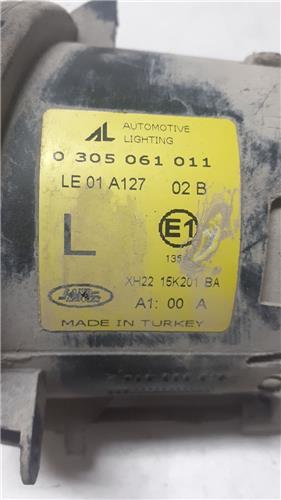 AL AUTOMOTIVE
LIGHTING
0 305 061 011
LE 01 A127 02 B
L
E1
XH22 15K201 BA
A1: 00 A
MADE IN TURKEY